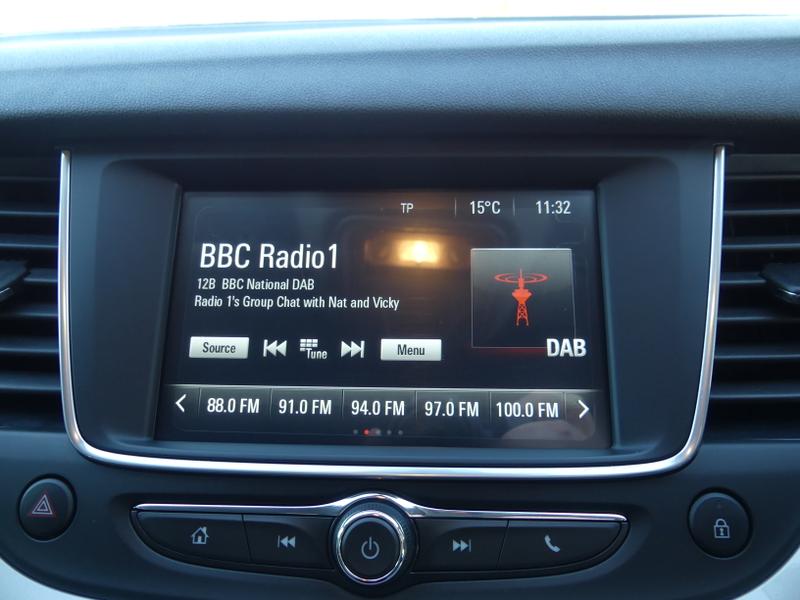 TP 15°C 11:32
BBC Radio1
12B BBC National DAB
Radio 1's Group Chat with Nat and Vicky
DAB
Source Tune Menu
88.0 FM 91.0 FM 94.0 FM 97.0 FM 100.0 FM